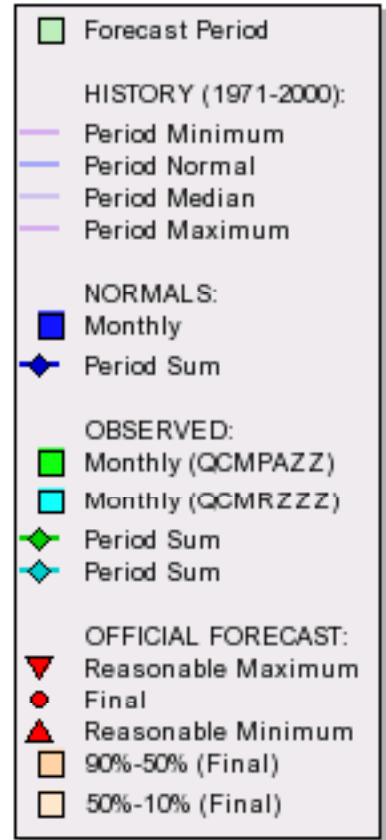 Forecast Period
HISTORY (1971-2000):
Period Minimum
Period Normal
Period Median
Period Maximum
NORMALS:
Monthly
Period Sum
OBSERVED:
Monthly (QCMPAZZ)
Monthly (QCMRZZZ)
Period Sum
Period Sum
OFFICIAL FORECAST:
Reasonable Maximum
Final
Reasonable Minimum
90%-50% (Final)
50%-10% (Final)